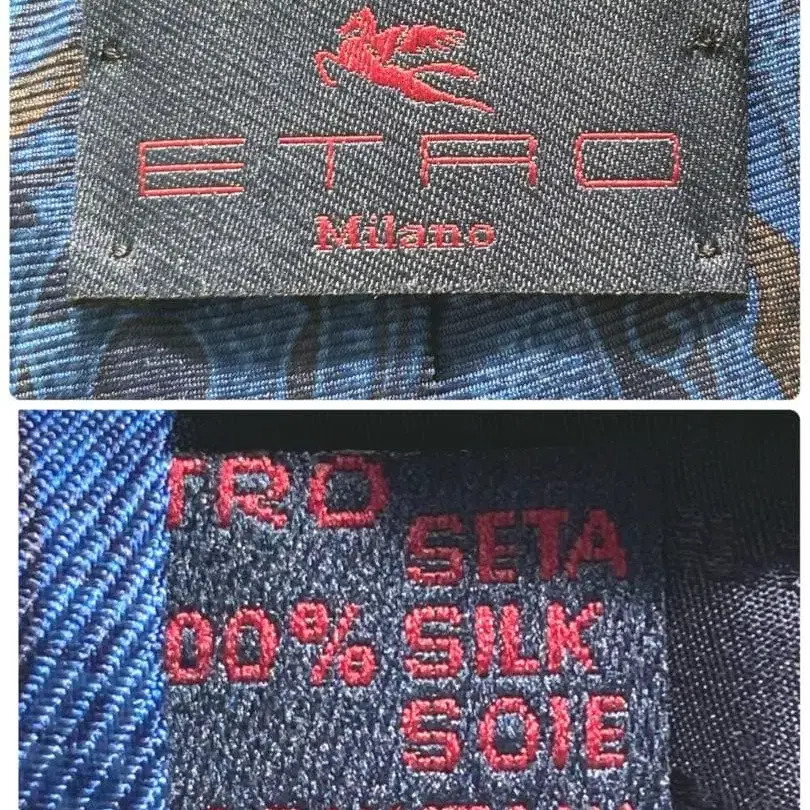 ETRO
Milano
TRO
SETA
00% SILK
SOIE